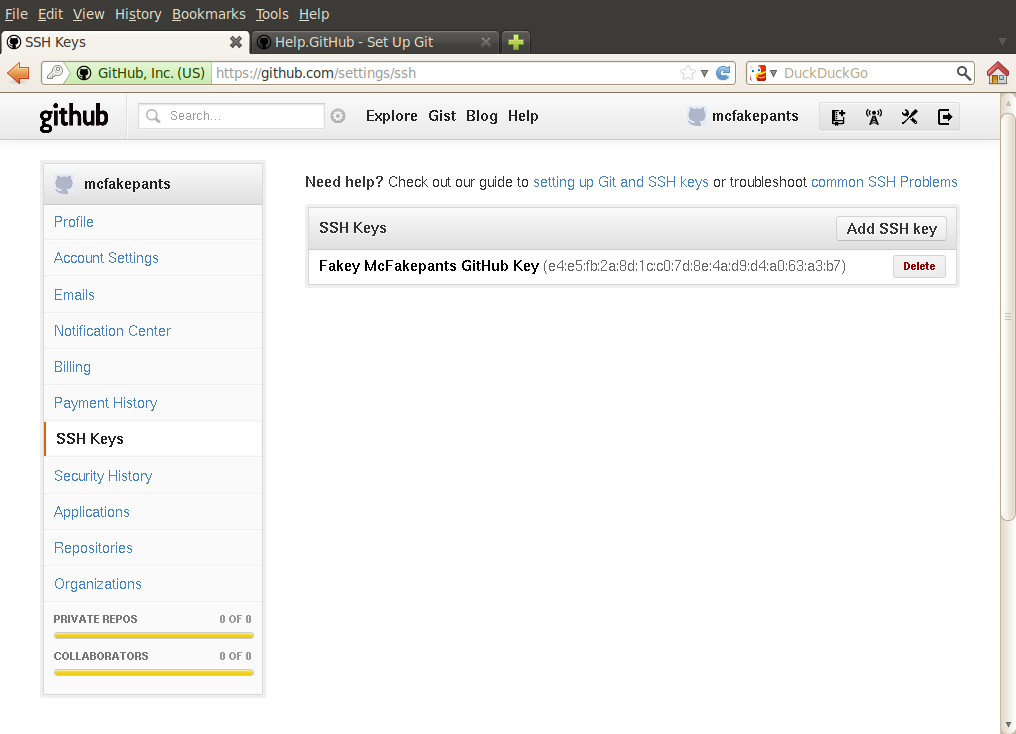 File Edit View History Bookmarks Tools Help
SSH Keys Help.GitHub - Set Up Git
GitHub, Inc. (US) https://github.com/settings/ssh DuckDuckGo
github Search... Explore Gist Blog Help mcfakepants
mcfakepants
Need help? Check out our guide to setting up Git and SSH keys or troubleshoot common SSH Problems
SSH Keys Add SSH key
Fakey McFakepants GitHub Key (e4:e5:fb:2a:8d:1c:c0:7d:8e:4a:d9:d4:a0:63:a3:b7) Delete
Profile
Account Settings
Emails
Notification Center
Billing
Payment History
SSH Keys
Security History
Applications
Repositories
Organizations
PRIVATE REPOS 0 OF 0
COLLABORATORS 0 OF 0